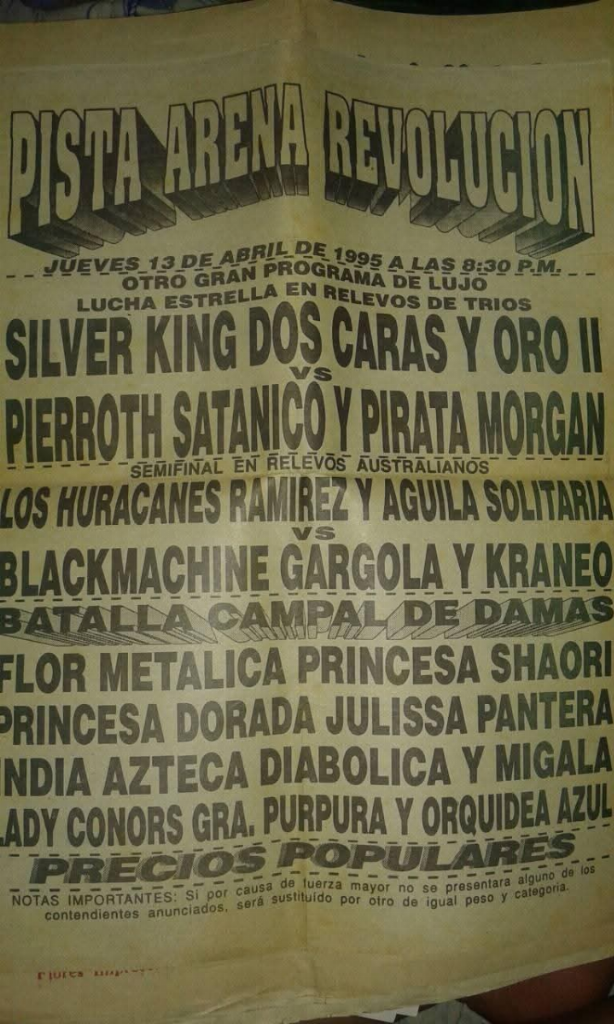 PISTA ARENA REVOLUCION
JUEVES 13 DE ABRIL DE 1995 A LAS 8:30 P.M.
OTRO GRAN PROGRAMA DE LUJO
LUCHA ESTRELLA EN RELEVOS DE TRIOS
SILVER KING DOS CARAS Y ORO II
VS
PIERROTH SATANICO Y PIRATA MORGAN
SEMIFINAL EN RELEVOS AUSTRALIANOS
LOS HURACANES RAMIREZ Y AGUILA SOLITARIA
VS
BLACKMACHINE GARGOLA Y KRANEO
BATALLA CAMPAL DE DAMAS
FLOR METALICA PRINCESA SHAORI
PRINCESA DORADA JULISSA PANTERA
INDIA AZTECA DIABOLICA Y MIGALA
LADY CONORS GRA. PURPURA Y ORQUIDEA AZUL
PRECIOS POPULARES
NOTAS IMPORTANTES: Si por causa de fuerza mayor no se presentara alguno de los
contendientes anunciados, será sustituido por otro de igual peso y categoria.